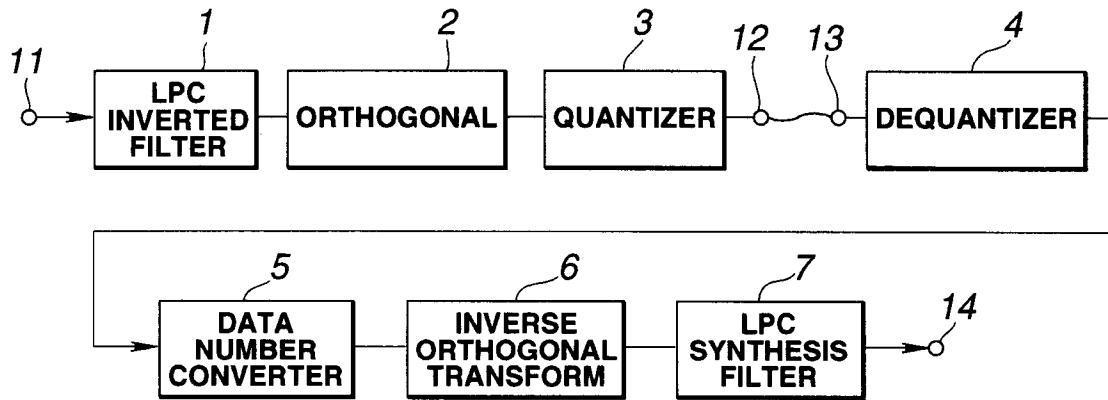 1
2
3
4
11
12
13
LPC
INVERTED
FILTER
ORTHOGONAL
QUANTIZER
DEQUANTIZER
5
6
7
14
DATA
NUMBER
CONVERTER
INVERSE
ORTHOGONAL
TRANSFORM
LPC
SYNTHESIS
FILTER